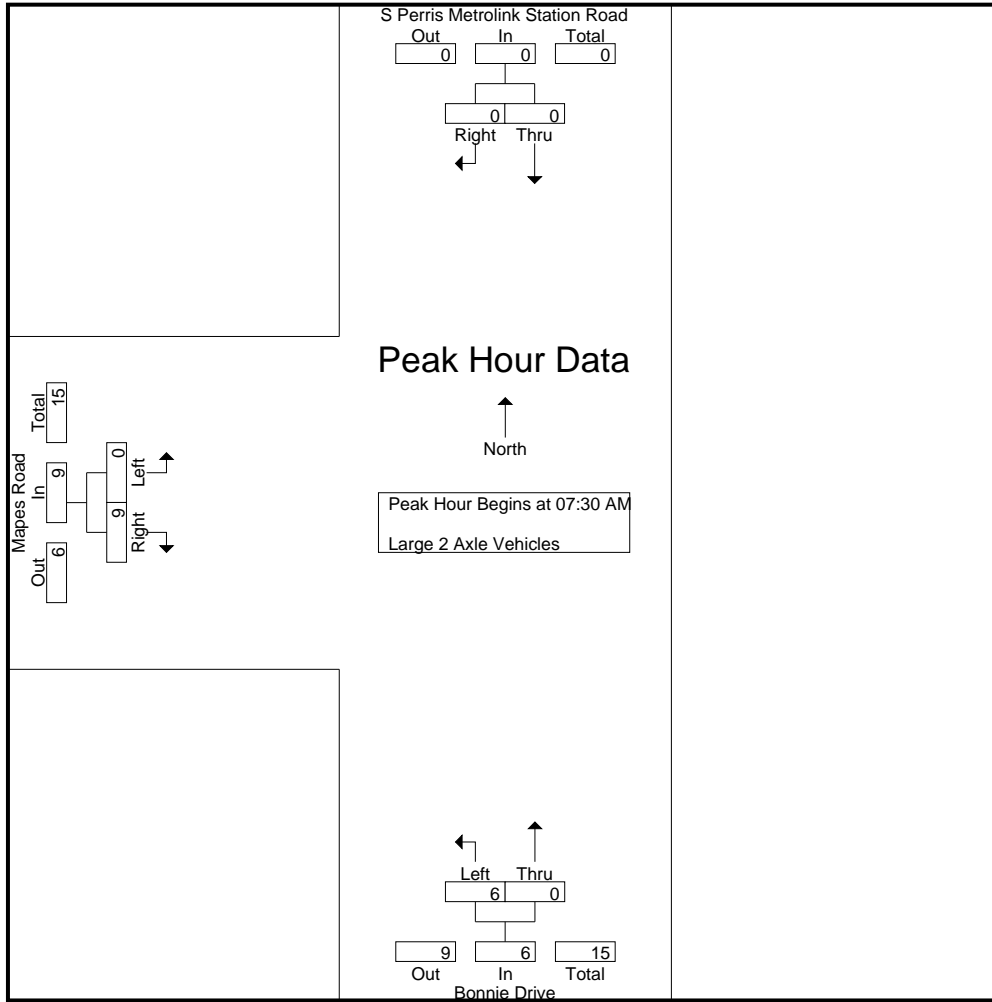 S Perris Metrolink Station Road
Out In Total
0 0 0
0 0
Right Thru
Peak Hour Data
North
Peak Hour Begins at 07:30 AM
Large 2 Axle Vehicles
Mapes Road
Out In Total
6 9 15
Right Left
9 0
Left Thru
6 0
9 6 15
Out In Total
Bonnie Drive